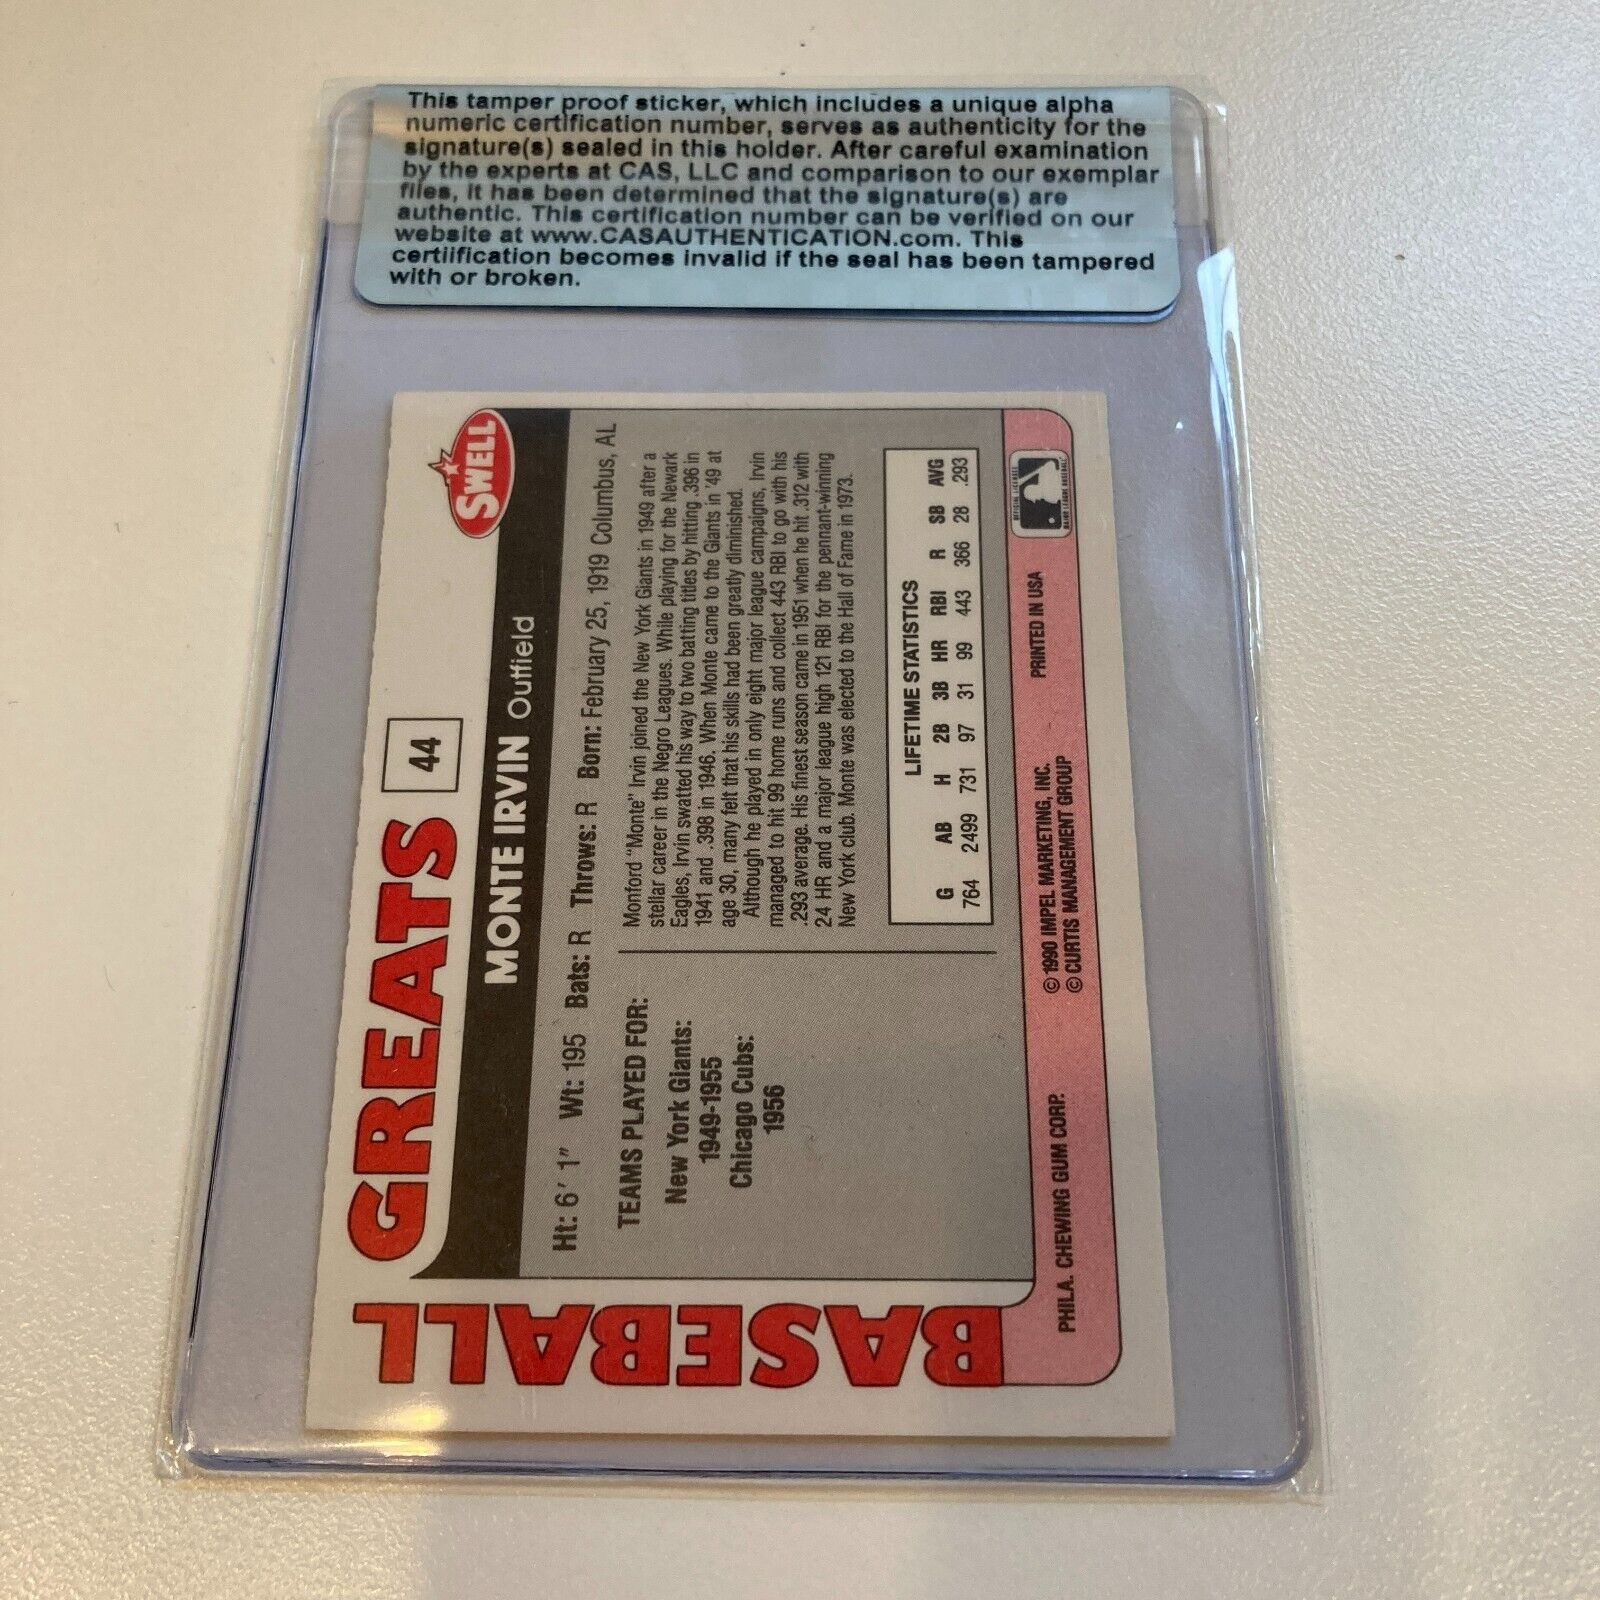 This tamper proof sticker, which includes a unique alpha
numeric certification number, serves as authenticity for the
signature(s) sealed in this holder. After careful examination
by the experts at CAS, LLC and comparison to our exemplar
files, it has been determined that the signature(s) are
authentic. This certification number can be verified on our
website at www.CASAUTHENTICATION.com. This
certiification becomes invalid if the seal has been tampered
with or broken.
BASEBALL
GREATS
44
SWELL
MONTE IRVIN Outfield
Ht: 6' 1" Wt: 195 Bats: R Throws: R Born: February 25, 1919 Columbus, AL
TEAMS PLAYED FOR:
New York Giants:
1949-1955
Chicago Cubs:
1956
Monford "Monte" Irvin joined the New York Giants in 1949 after a
stellar career in the Negro Leagues. While playing for the Newark
Eagles, Irvin swatted his way to two batting titles by hitting .396 in
1941 and .398 in 1946. When Monte came to the Giants in '49 at
age 30, many felt that his skills had been greatly diminished.
Although he played in only eight major league campaigns, Irvin
managed to hit 99 home runs and collect 443 RBI to go with his
.293 average. His finest season came in 1951 when he hit .312 with
24 HR and a major league high 121 RBI for the pennant-winning
New York club. Monte was elected to the Hall of Fame in 1973.
LIFETIME STATISTICS
G AB H 2B 3B HR RBI R SB AVG
764 2499 731 97 31 99 443 366 28 .293
PHILA. CHEWING GUM CORP.
© 1990 IMPEL MARKETING, INC.
© CURTIS MANAGEMENT GROUP
PRINTED IN USA
OFFICIAL LICENSEE
MAJOR LEAGUE BASEBALL